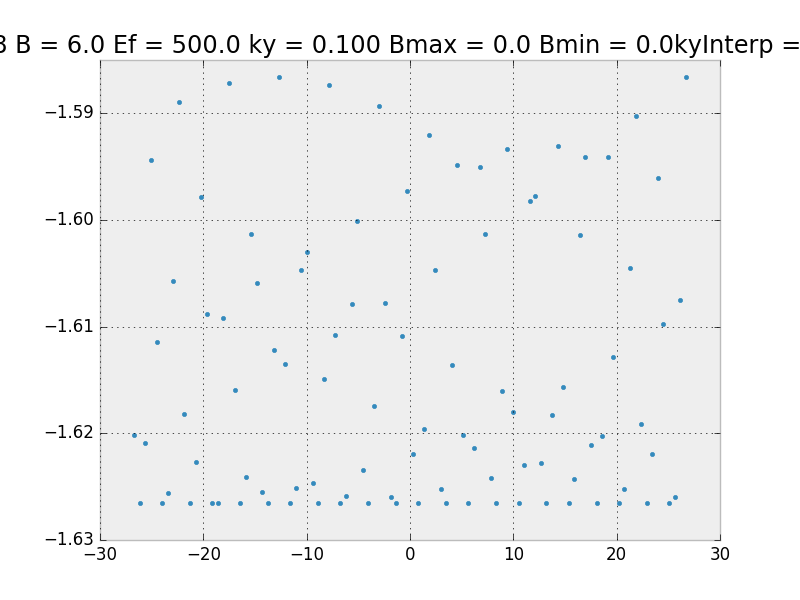 B = 6.0 Ef = 500.0 ky = 0.100 Bmax = 0.0 Bmin = 0.0kyInterp =
−1.59
−1.60
−1.61
−1.62
−1.63
−30 −20 −10 0 10 20 30